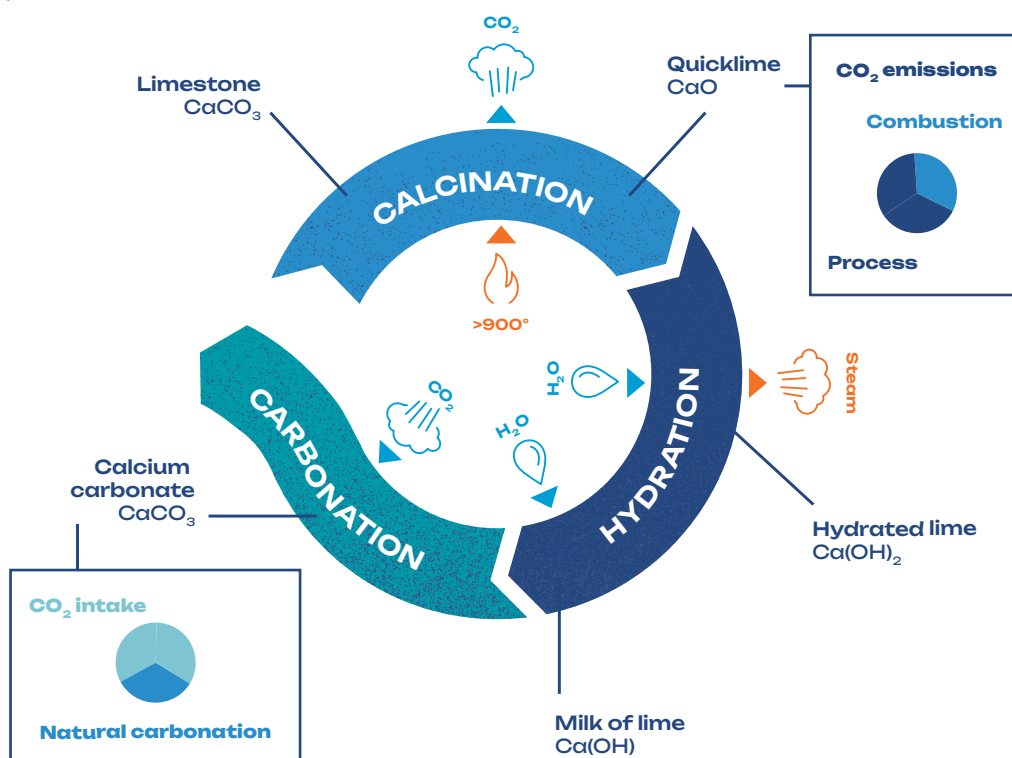 CO₂
Limestone
CaCO₃
Quicklime
CaO
CO₂ emissions
Combustion
Process
CALCINATION
>900°
H₂O
Steam
HYDRATION
CO₂
H₂O
CARBONATION
Calcium
carbonate
CaCO₃
Hydrated lime
Ca(OH)₂
CO₂ intake
Natural carbonation
Milk of lime
Ca(OH)